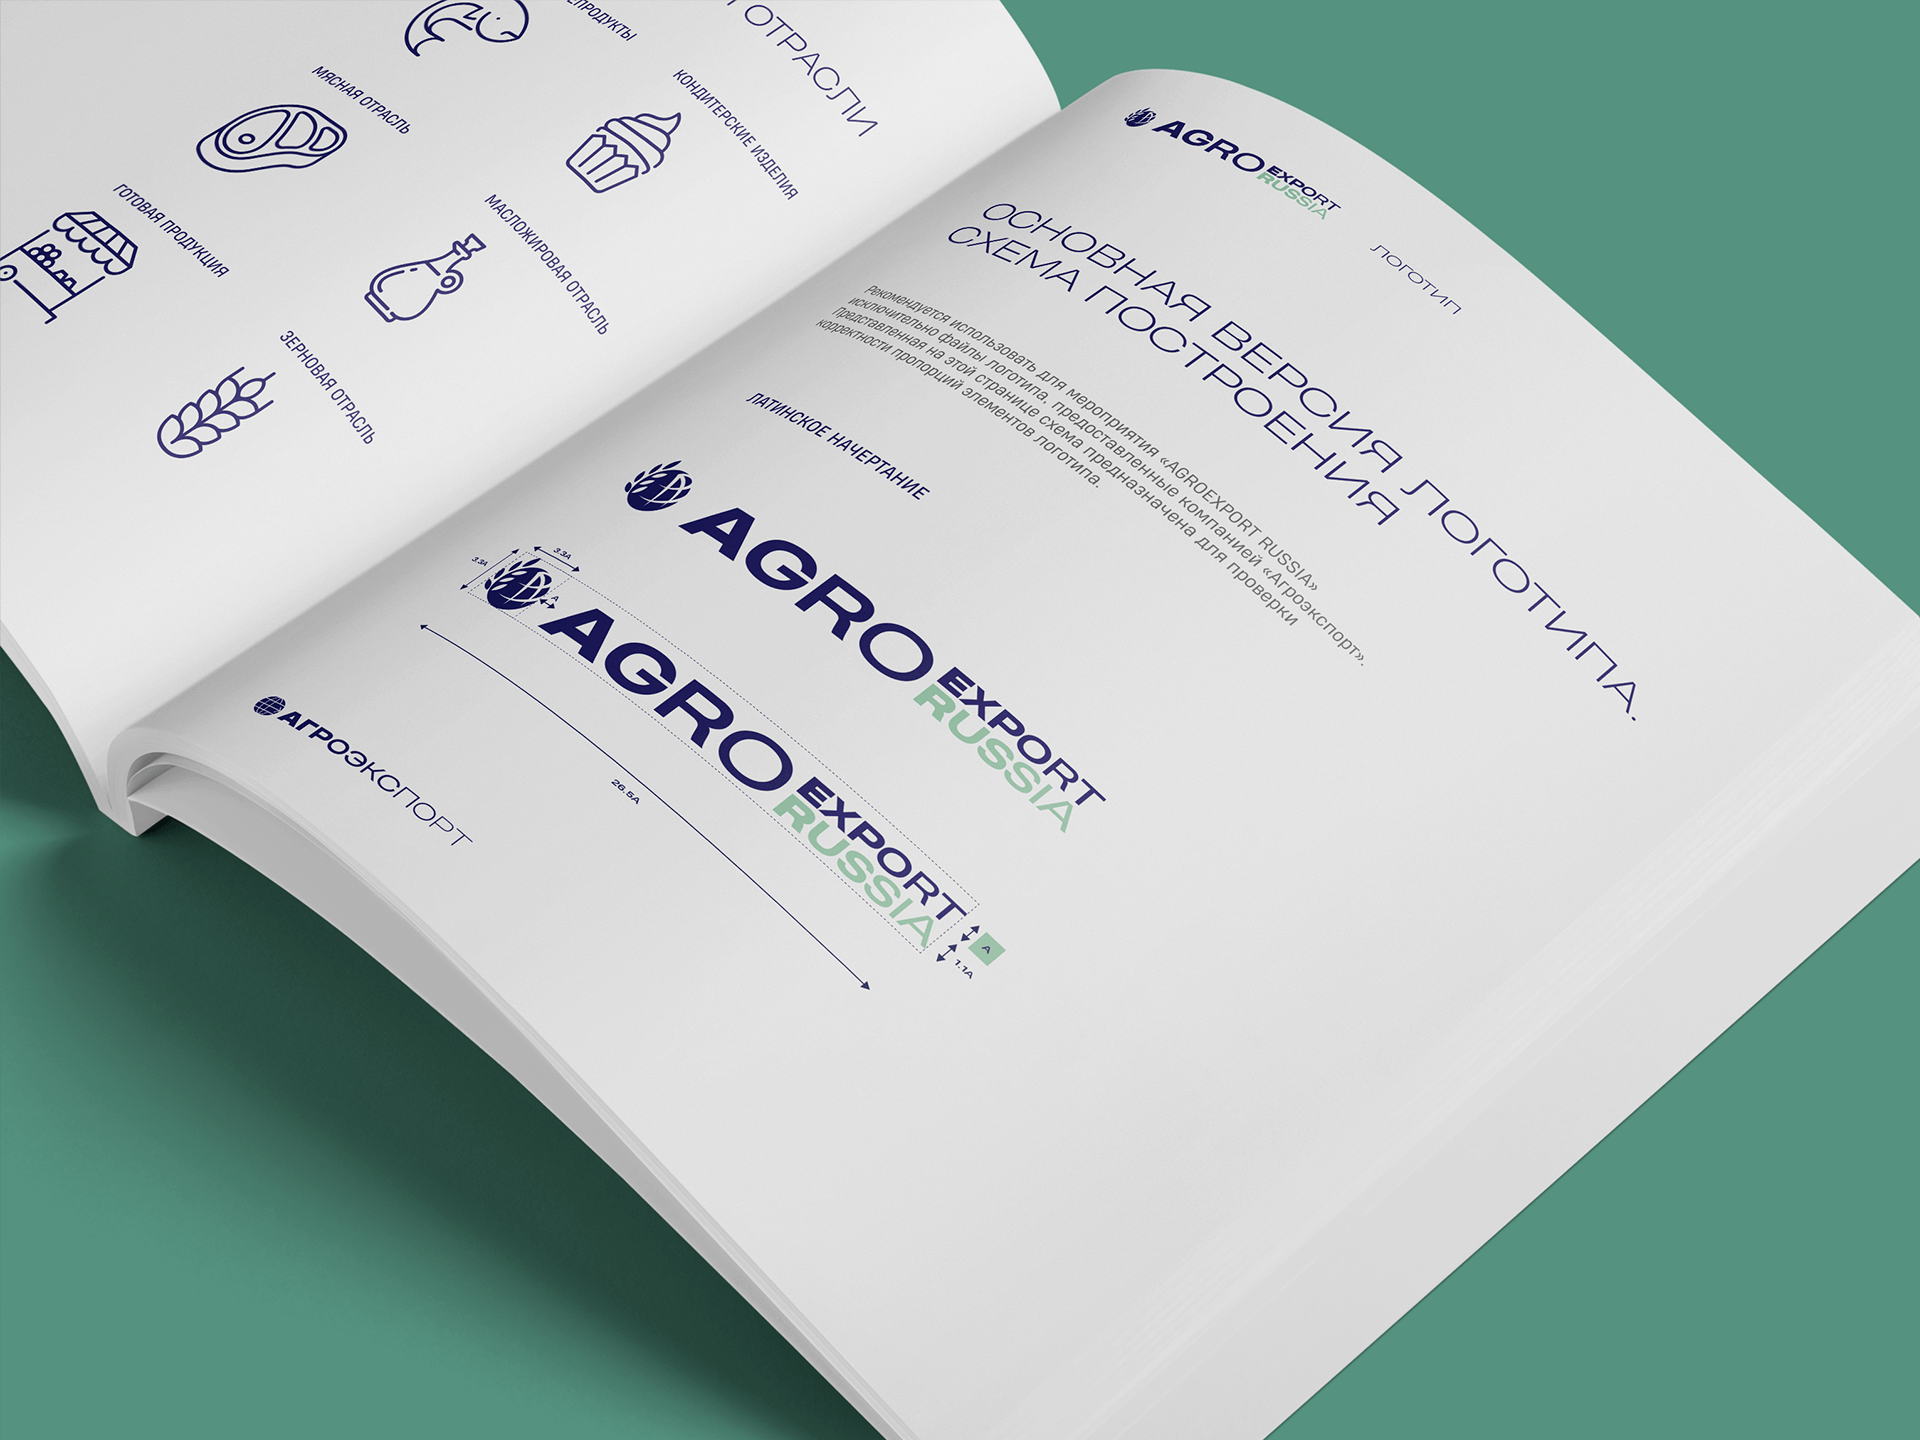 ОТРАСЛИ
МЯСНАЯ ОТРАСЛЬ
КОНДИТЕРСКИЕ ИЗДЕЛИЯ
ГОТОВАЯ ПРОДУКЦИЯ
МАСЛОЖИРОВАЯ ОТРАСЛЬ
ЗЕРНОВАЯ ОТРАСЛЬ
AGRO EXPORT
RUSSIA
ЛОГОТИП
ОСНОВНАЯ ВЕРСИЯ ЛОГОТИПА.
СХЕМА ПОСТРОЕНИЯ
Рекомендуется использовать для мероприятия «AGROEXPORT RUSSIA»
исключительно файлы логотипа, предоставленные компанией «Агроэкспорт».
Представленная на этой странице схема предназначена для проверки
корректности пропорций элементов логотипа.
ЛАТИНСКОЕ НАЧЕРТАНИЕ
AGRO EXPORT
RUSSIA
3.3A
3.3A
A
AGRO EXPORT
RUSSIA
A
1.1A
26.5A
АГРОЭКСПОРТ